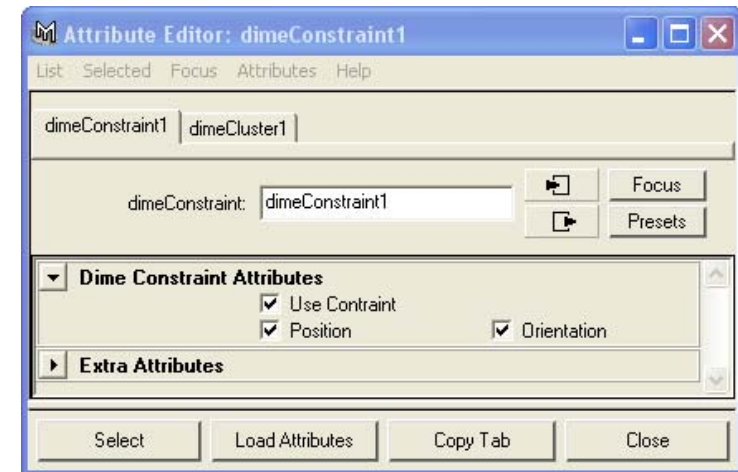 Attribute Editor: dimeConstraint1
List Selected Focus Attributes Help
dimeConstraint1 dimeCluster1
dimeConstraint: dimeConstraint1
Focus
Presets
Dime Constraint Attributes
Use Contraint
Position Orientation
Extra Attributes
Select Load Attributes Copy Tab Close